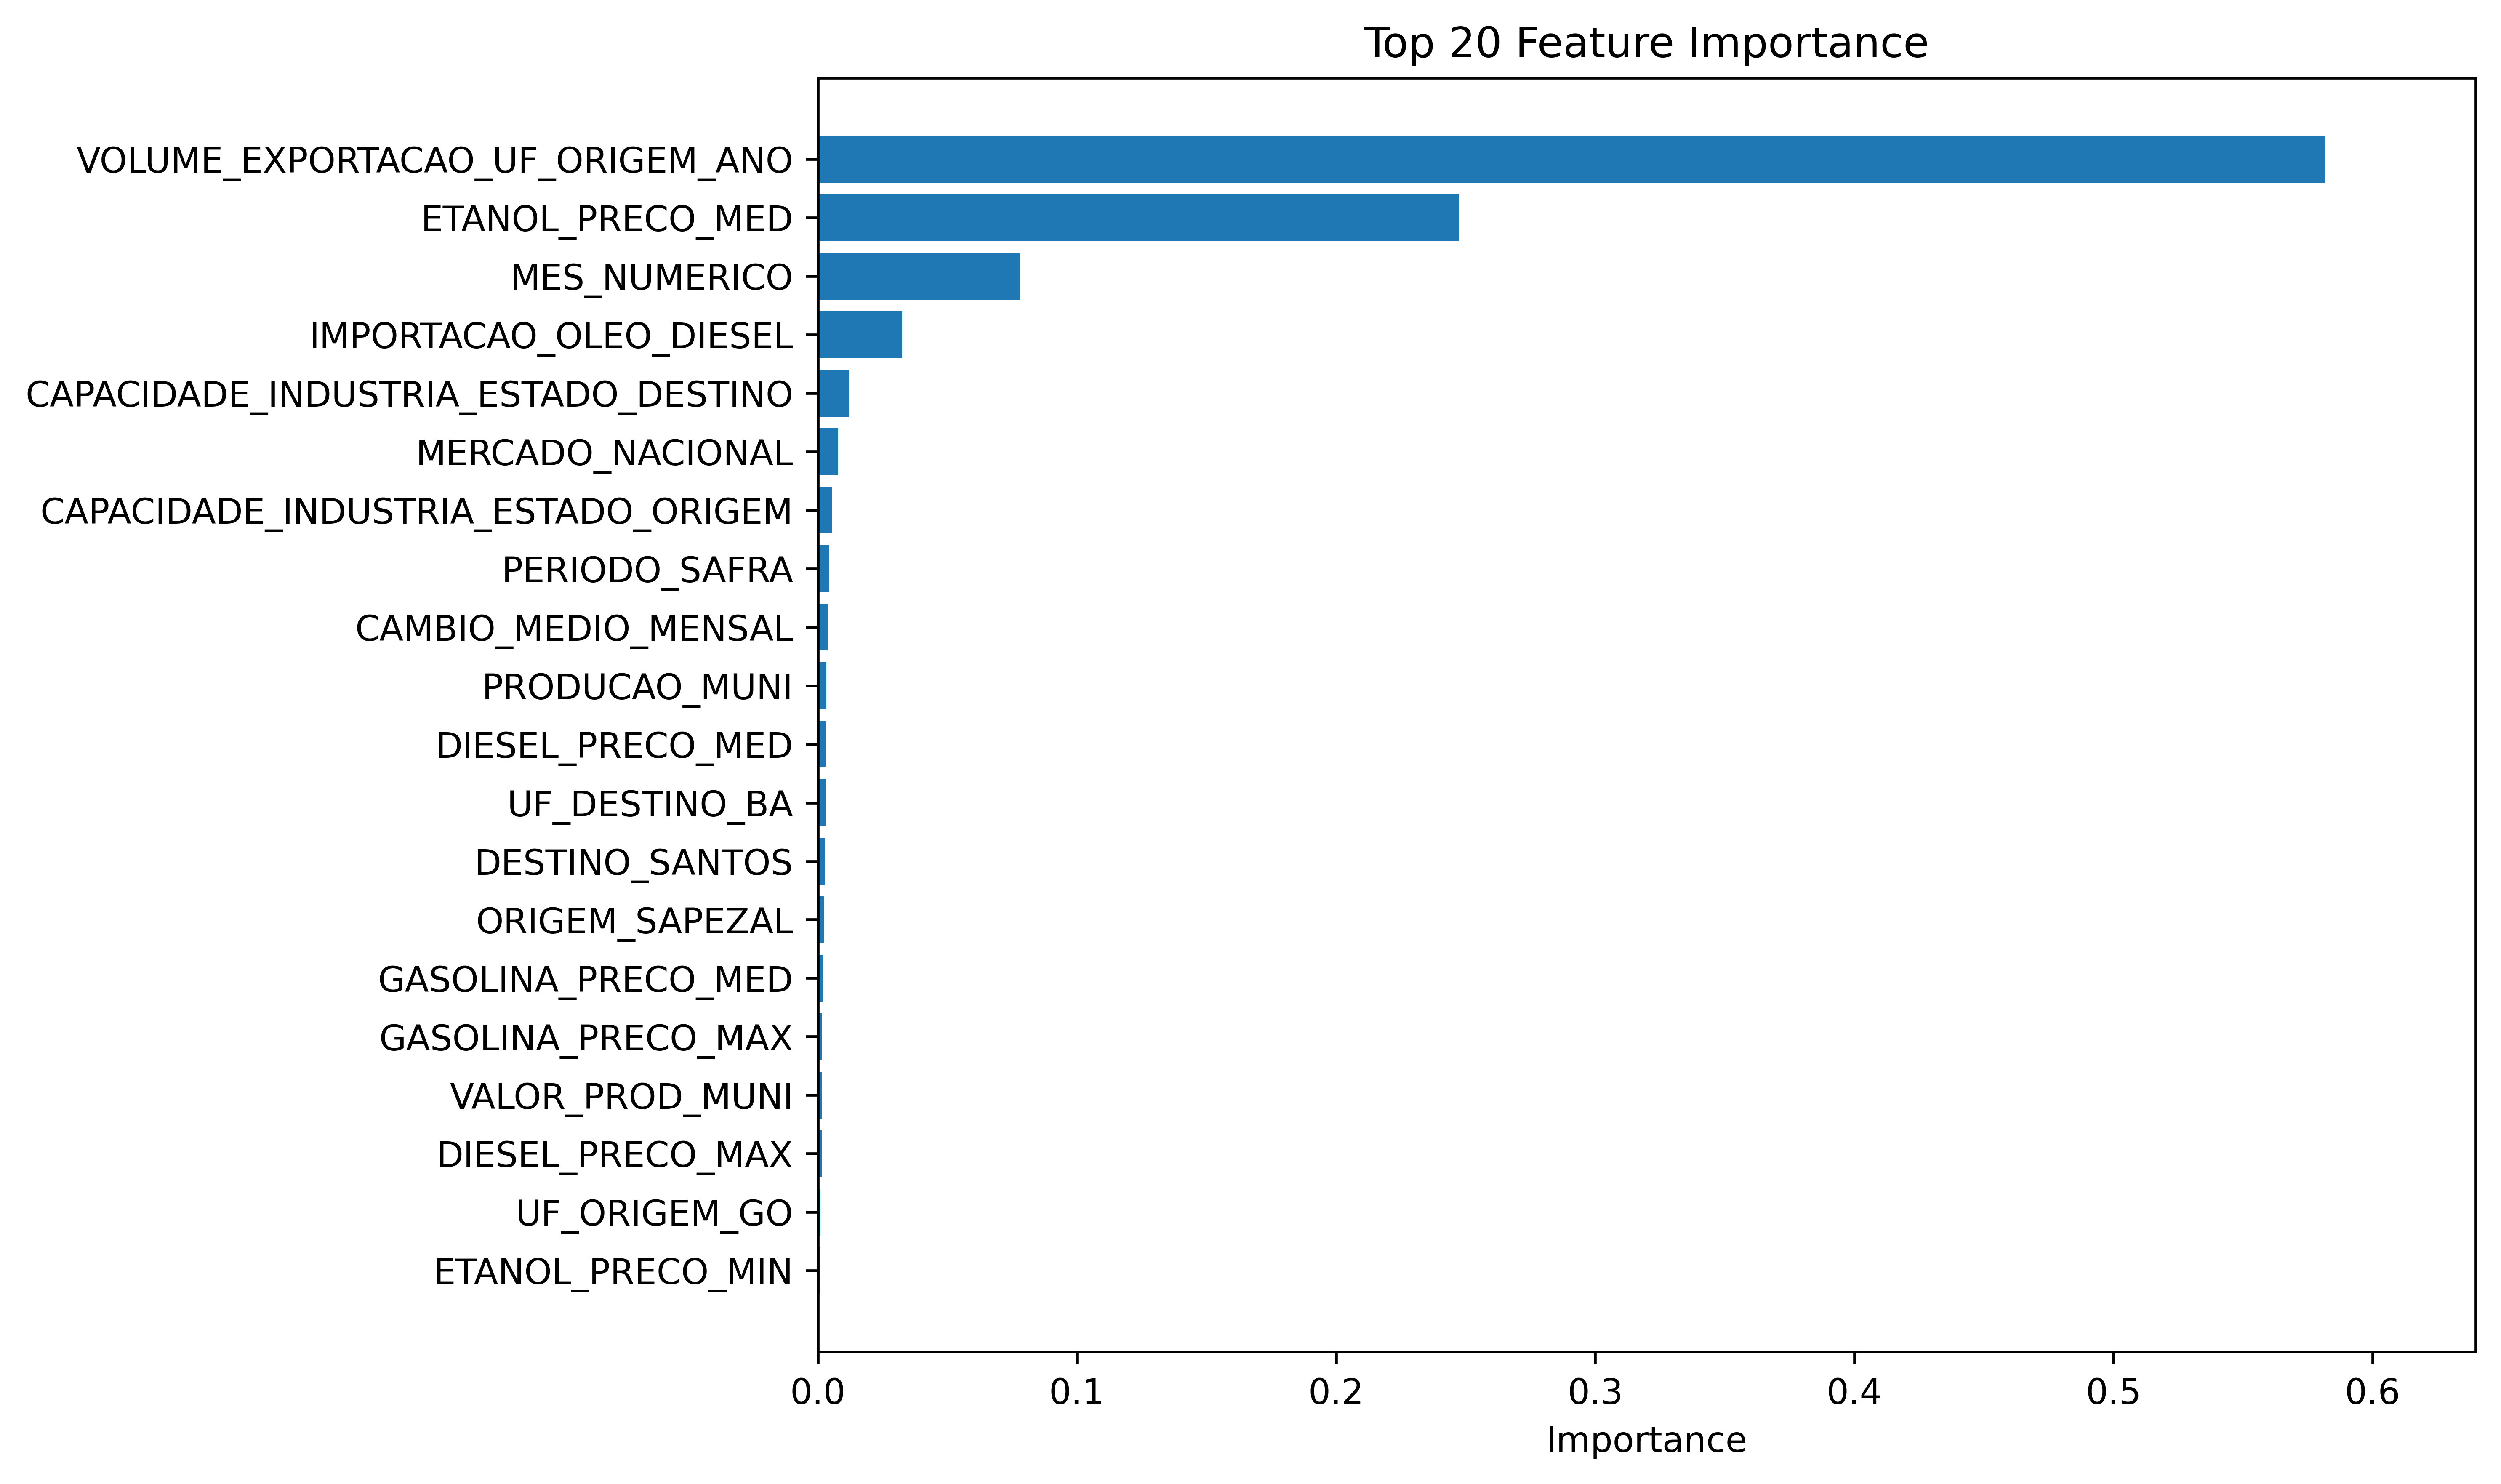 Top 20 Feature Importance
VOLUME_EXPORTACAO_UF_ORIGEM_ANO
ETANOL_PRECO_MED
MES_NUMERICO
IMPORTACAO_OLEO_DIESEL
CAPACIDADE_INDUSTRIA_ESTADO_DESTINO
MERCADO_NACIONAL
CAPACIDADE_INDUSTRIA_ESTADO_ORIGEM
PERIODO_SAFRA
CAMBIO_MEDIO_MENSAL
PRODUCAO_MUNI
DIESEL_PRECO_MED
UF_DESTINO_BA
DESTINO_SANTOS
ORIGEM_SAPEZAL
GASOLINA_PRECO_MED
GASOLINA_PRECO_MAX
VALOR_PROD_MUNI
DIESEL_PRECO_MAX
UF_ORIGEM_GO
ETANOL_PRECO_MIN
0.0 0.1 0.2 0.3 0.4 0.5 0.6
Importance